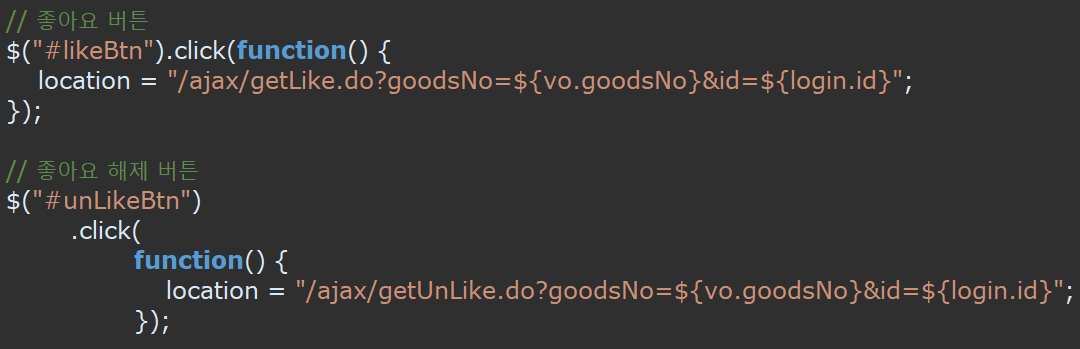 // 좋아요 버튼
$("#likeBtn").click(function() {
location = "/ajax/getLike.do?goodsNo=${vo.goodsNo}&id=${login.id}";
});
// 좋아요 해제 버튼
$("#unLikeBtn")
.click(
function() {
location = "/ajax/getUnLike.do?goodsNo=${vo.goodsNo}&id=${login.id}";
});